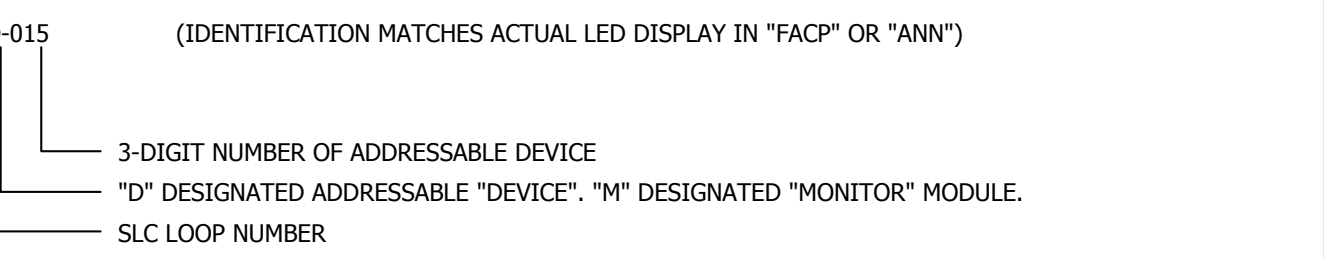 -015 (IDENTIFICATION MATCHES ACTUAL LED DISPLAY IN "FACP" OR "ANN")
3-DIGIT NUMBER OF ADDRESSABLE DEVICE
"D" DESIGNATED ADDRESSABLE "DEVICE". "M" DESIGNATED "MONITOR" MODULE.
SLC LOOP NUMBER